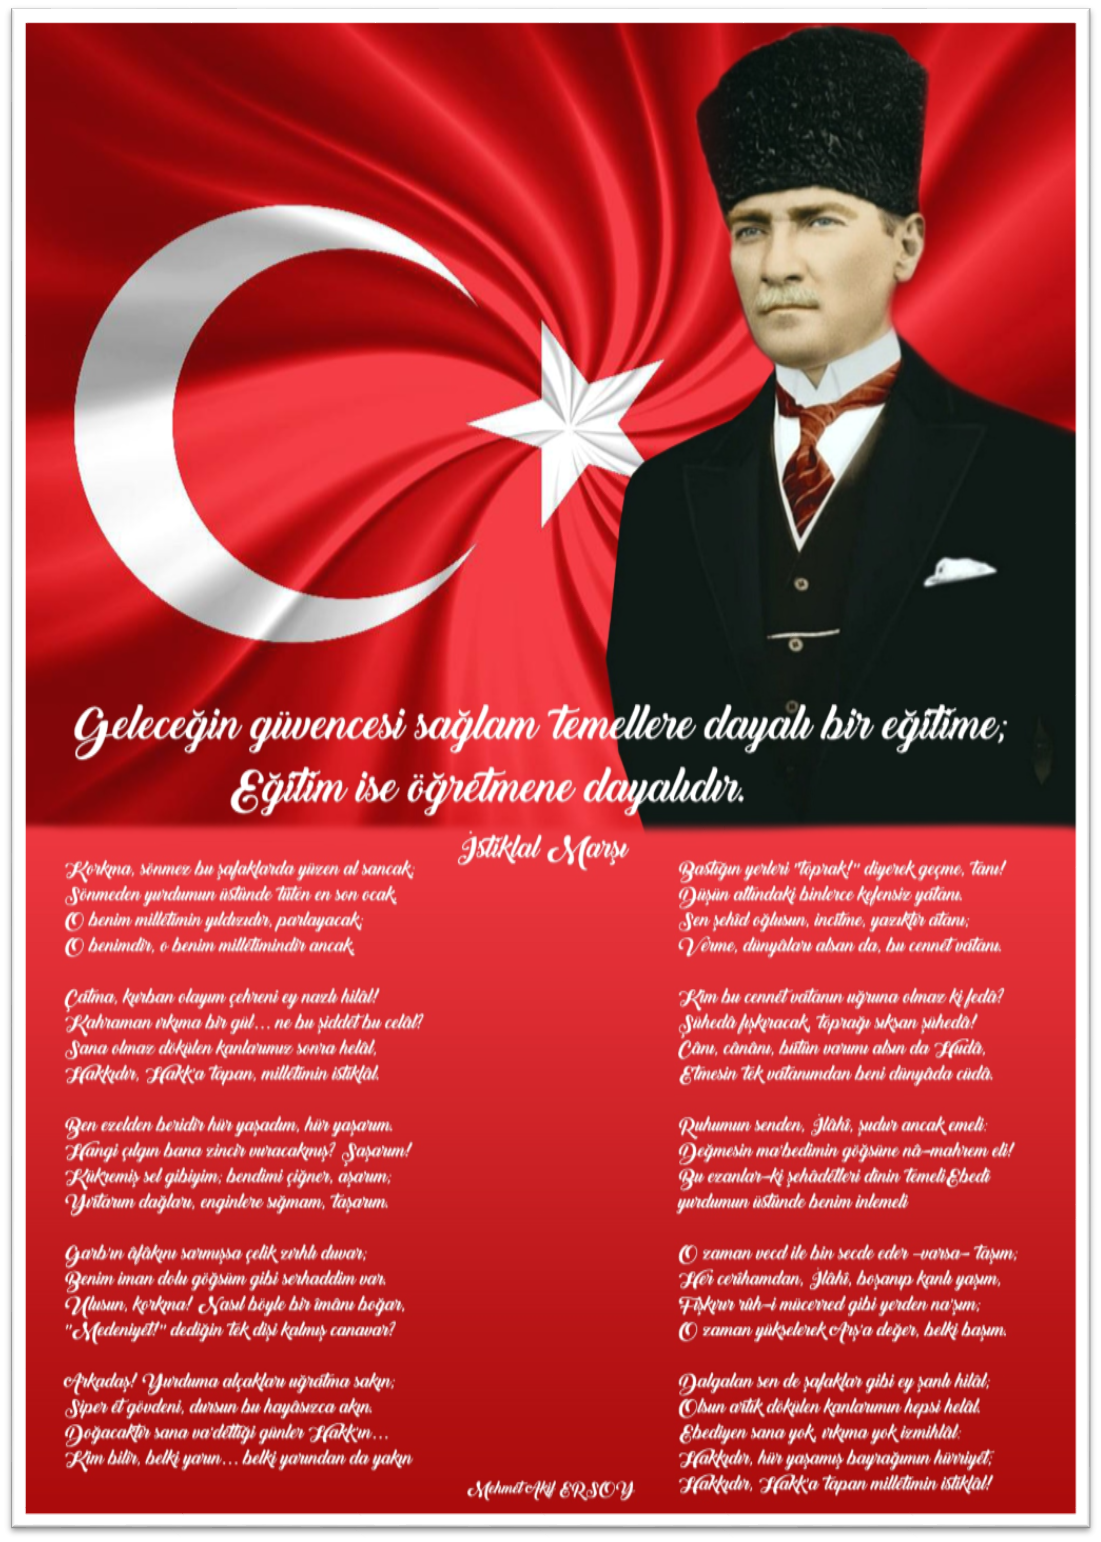 Geleceğin güvencesi sağlam temellere dayalı bir eğitime;
Eğitim ise öğretmene dayalıdır.
İstiklal Marşı
Korkma, sönmez bu şafaklarda yüzen al sancak;
Sönmeden yurdumun üstünde tüten en son ocak.
O benim milletimin yıldızıdır, parlayacak;
O benimdir, o benim milletimindir ancak.
Çatma, kurban olayım çehreni ey nazlı hilâl!
Kahraman ırkıma bir gül... ne bu şiddet bu celâl?
Sana olmaz dökülen kanlarımız sonra helâl,
Hakkıdır, Hakk'a tapan, milletimin istiklâl.
Ben ezelden beridir hür yaşadım, hür yaşarım.
Hangi çılgın bana zincir vuracakmış? Şaşarım!
Kükremiş sel gibiyim; bendimi çiğner, aşarım;
Yırtarım dağları, enginlere sığmam, taşarım.
Garb'ın âfâkını sarmışsa çelik zırhlı duvar;
Benim iman dolu göğsüm gibi serhaddim var.
Ulusun, korkma! Nasıl böyle bir îmânı boğar,
"Medeniyet!" dediğin tek dişi kalmış canavar?
Arkadaş! Yurduma alçakları uğratma sakın;
Siper et gövdeni, dursun bu hayâsızca akın.
Doğacaktır sana va'dettiği günler Hakk'ın...
Kim bilir, belki yarın... belki yarından da yakın
Bastığın yerleri "toprak!" diyerek geçme, tanı!
Düşün altındaki binlerce kefensiz yatanı.
Sen şehîd oğlusun, incitme, yazıktır atanı;
Verme, dünyâları alsan da, bu cennet vatanı.
Kim bu cennet vatanın uğruna olmaz ki fedâ?
Şühedâ fışkıracak, toprağı sıksan şühedâ!
Cânı, cânânı, bütün varımı alsın da Hudâ,
Etmesin tek vatanımdan beni dünyâda cüdâ.
Ruhumun senden, İlâhî, şudur ancak emeli:
Değmesin ma'bedimin göğsüne nâ-mahrem eli!
Bu ezanlar-ki şehâdetleri dinin temeli Ebedi
yurdumun üstünde benim inlemeli
O zaman vecd ile bin secde eder -varsa- taşım;
Her cerîhamdan, İlâhî, boşanıp kanlı yaşım,
Fışkırır rûh-i mücerred gibi yerden na'şım;
O zaman yükselerek Arş'a değer, belki başım.
Dalgalan sen de şafaklar gibi ey şanlı hilâl;
Olsun artık dökülen kanlarımın hepsi helâl.
Ebediyen sana yok, ırkıma yok izmihlâl:
Hakkıdır, hür yaşamış bayrağımın hürriyet;
Hakkıdır, Hakk'a tapan milletimin istiklâl!
Mehmet Akif ERSOY